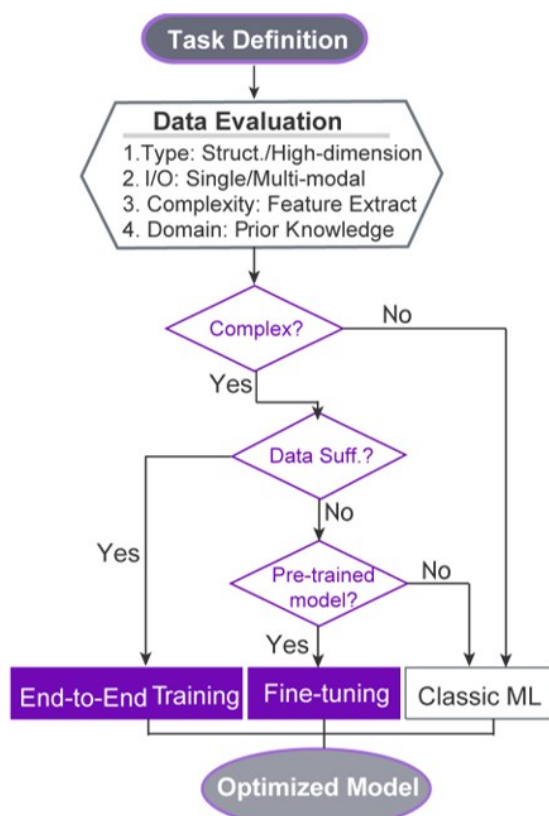 Task Definition
Data Evaluation
1.Type: Struct./High-dimension
2. I/O: Single/Multi-modal
3. Complexity: Feature Extract
4. Domain: Prior Knowledge
Complex?
No
Yes
Data Suff.?
Yes
No
Pre-trained
model?
No
Yes
End-to-End Training
Fine-tuning
Classic ML
Optimized Model